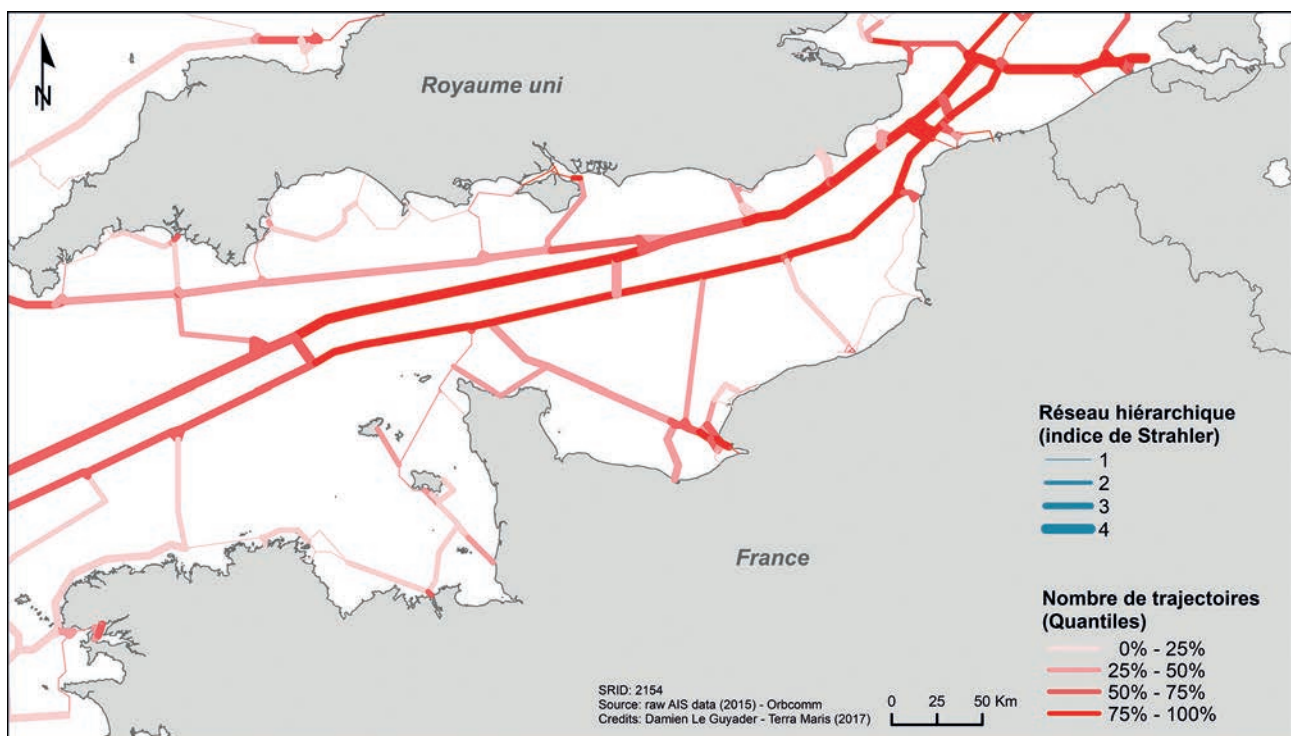 N
Royaume uni
France
Réseau hiérarchique
(indice de Strahler)
1
2
3
4
Nombre de trajectoires
(Quantiles)
0% - 25%
25% - 50%
50% - 75%
75% - 100%
SRID: 2154
Source: raw AIS data (2015) - Orbcomm
Credits: Damien Le Guyader - Terra Maris (2017)
0 25 50 Km